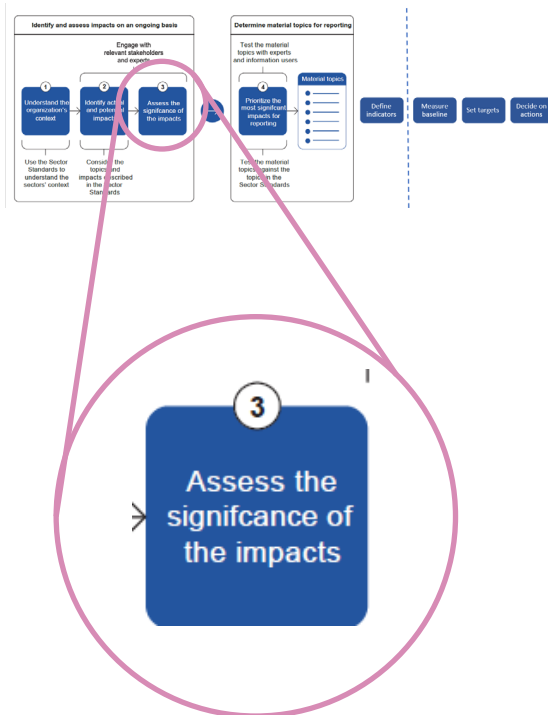 Identify and assess impacts on an ongoing basis
Engage with
relevant stakeholders
and experts
1
Understand the
organization's
context
2
Identify actual
and potential
impacts
3
Assess the
signifcance of
the impacts
Use the Sector
Standards to
understand the
sectors' context
Consider the
topics and
impacts described
in the Sector
Standards
Determine material topics for reporting
Test the material
topics with experts
and information users
4
Prioritize the
most signifcant
impacts for
reporting
Material topics
Test the material
topics against the
topics in the
Sector Standards
Define
indicators
Measure
baseline
Set targets
Decide on
actions
3
Assess the
signifcance of
the impacts